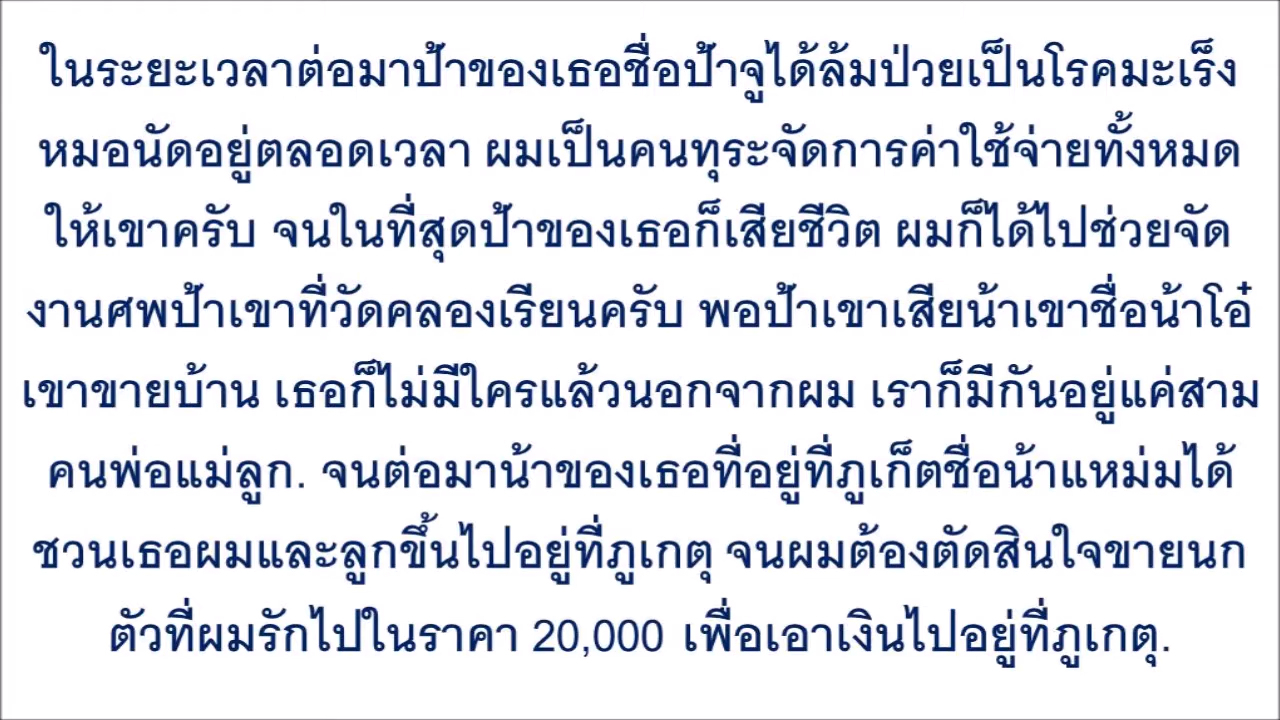 ในระยะเวลาต่อมาป้าของเธอชื่อป้าจูได้ล้มป่วยเป็นโรคมะเร็ง
หมอนัดอยู่ตลอดเวลา ผมเป็นคนทุระจัดการค่าใช้จ่ายทั้งหมด
ให้เขาครับ จนในที่สุดป้าของเธอก็เสียชีวิต ผมก็ได้ไปช่วยจัด
งานศพป้าเขาที่วัดคลองเรียนครับ พอป้าเขาเสียน้าเขาชื่อน้าโอ๋
เขาขายบ้าน เธอก็ไม่มีใครแล้วนอกจากผม เราก็มีกันอยู่แค่สาม
คนพ่อแม่ลูก. จนต่อมาน้าของเธอที่อยู่ที่ภูเก็ตชื่อน้าแหม่มได้
ชวนเธอผมและลูกขึ้นไปอยู่ที่ภูเกตุ จนผมต้องตัดสินใจขายนก
ตัวที่ผมรักไปในราคา 20,000 เพื่อเอาเงินไปอยู่ที่ภูเกตุ.